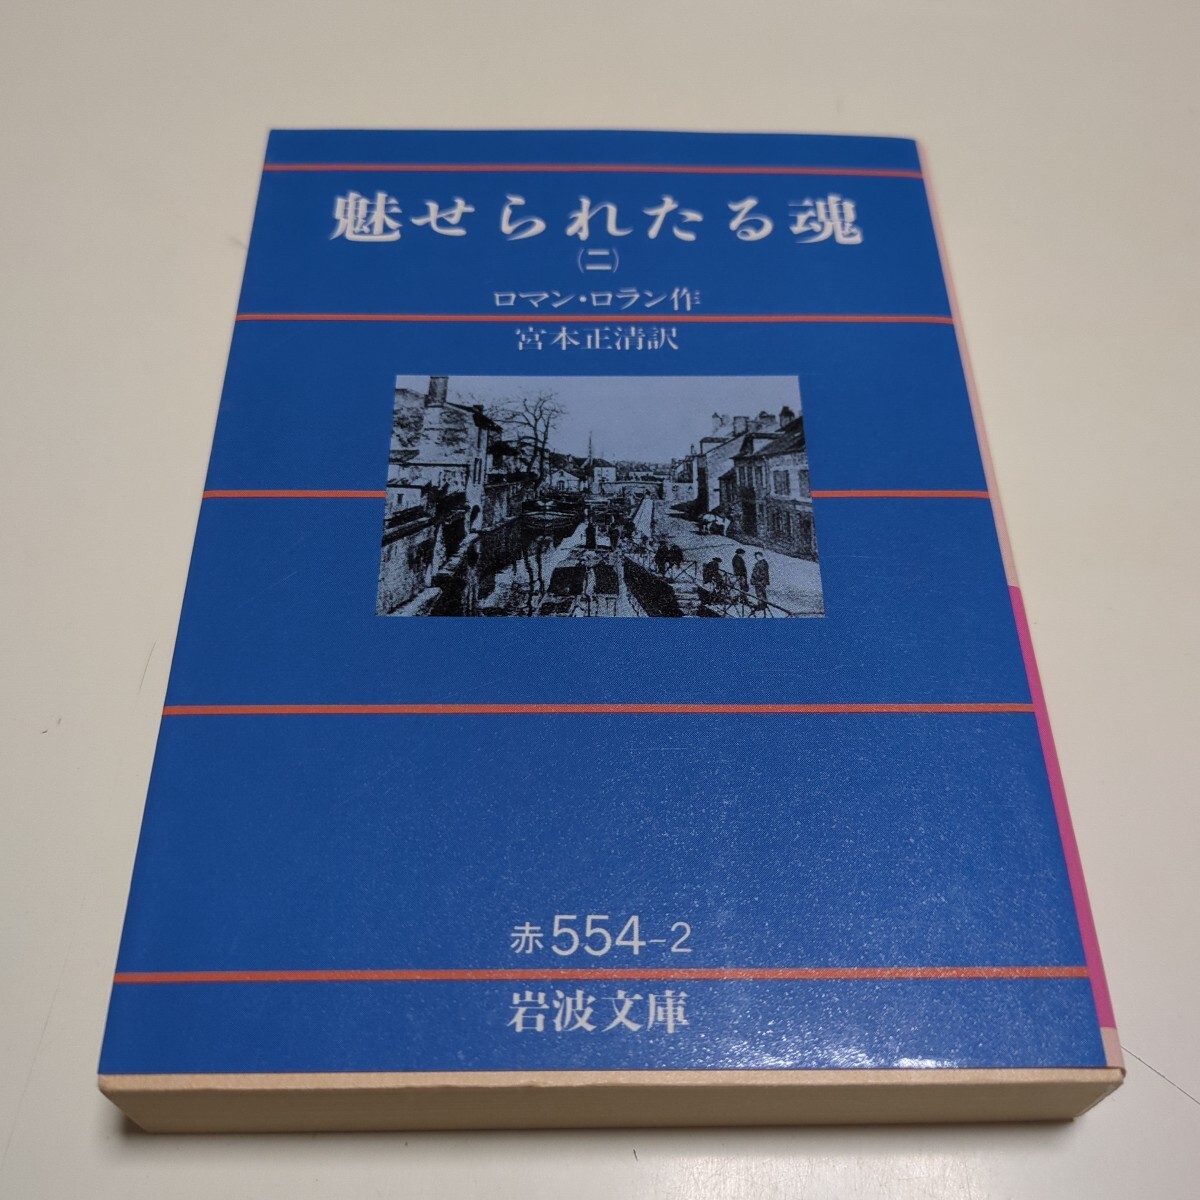 魅せられたる魂
(二)
ロマン・ロラン作
宮本正清訳
赤554-2
岩波文庫